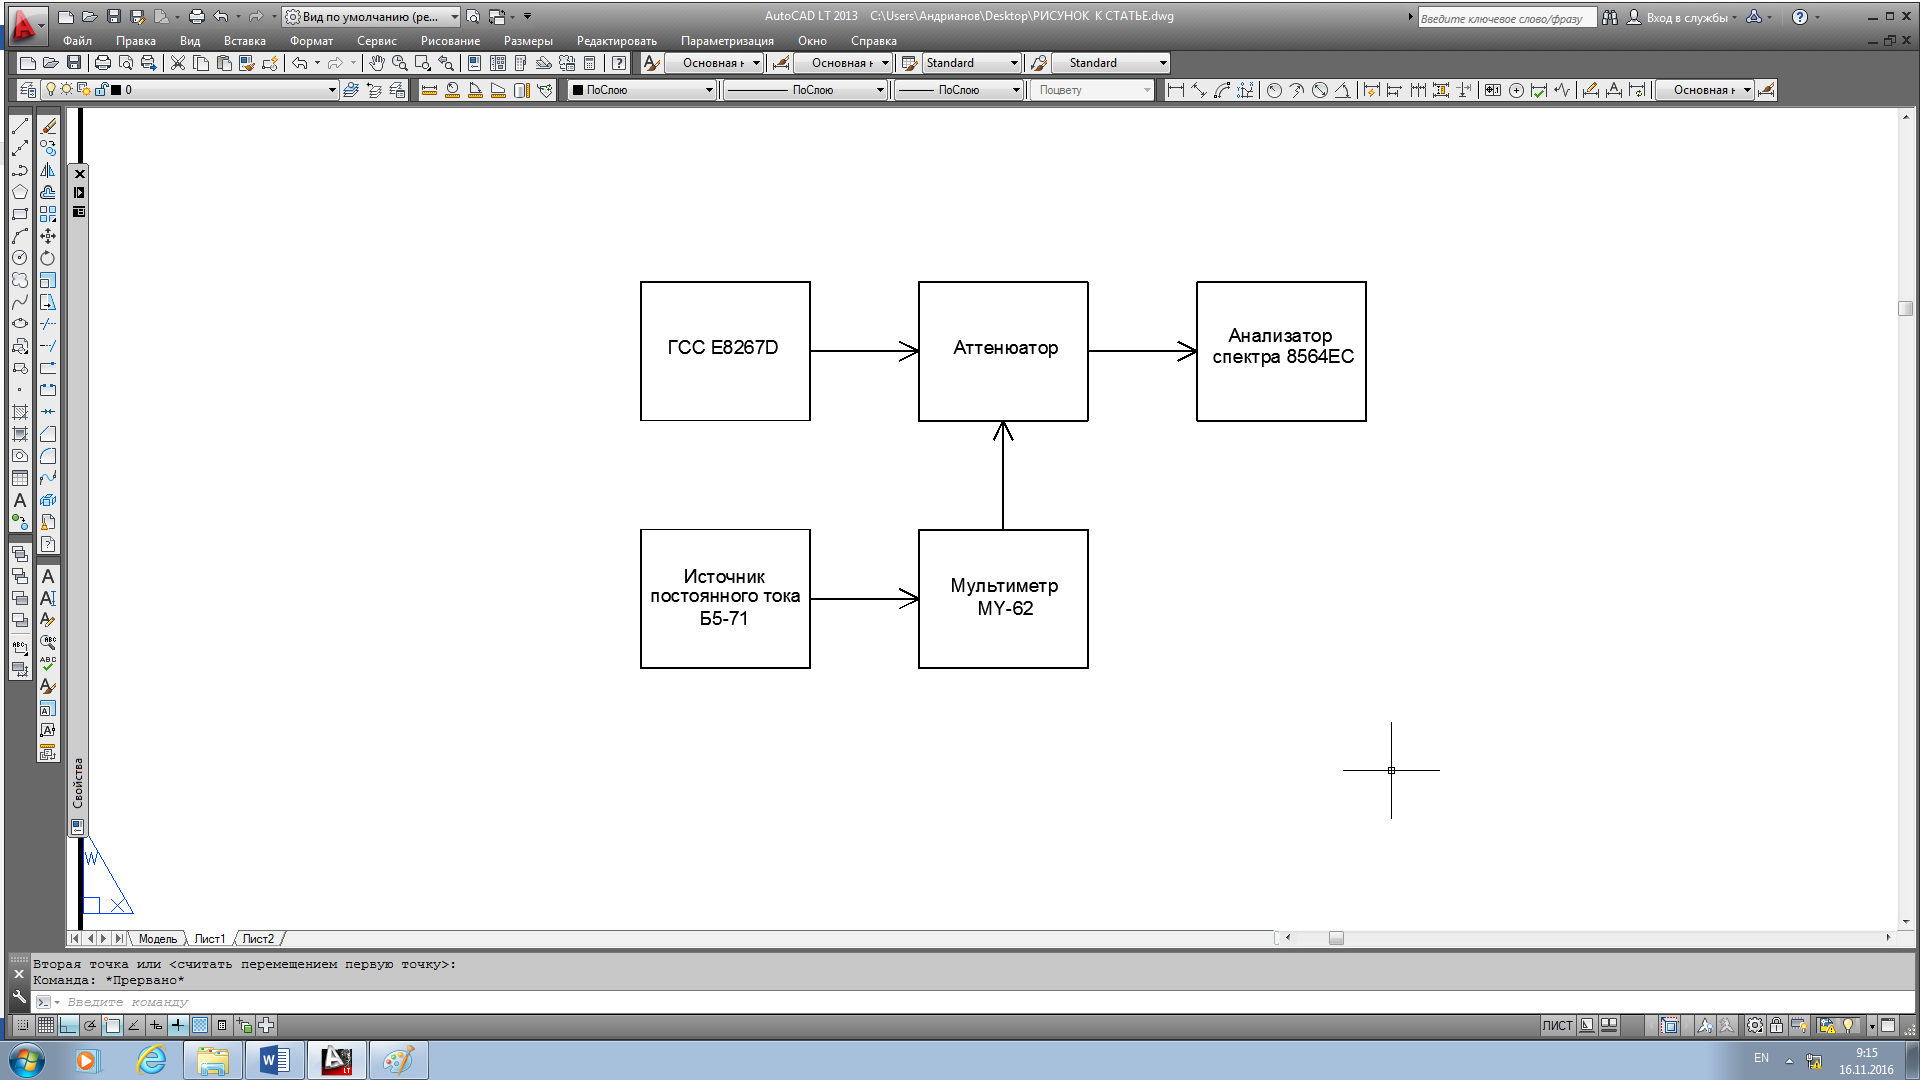 Вид по умолчанию (ре...
AutoCAD LT 2013 C:\Users\Андрианов\Desktop\РИСУНОК К СТАТЬЕ.dwg
Введите ключевое слово/фразу
Вход в службы
Файл Правка Вид Вставка Формат Сервис Рисование Размеры Редактировать Параметризация Окно Справка
Основная н Основная н Standard Standard
0 ПоСлою ПоСлою ПоСлою Поцвету Основная н
ГСС E8267D
Аттенюатор
Анализатор
спектра 8564EC
Источник
постоянного тока
Б5-71
Мультиметр
MY-62
Свойства
W
X
Модель Лист1 Лист2
Вторая точка или <считать перемещением первую точку>:
Команда: *Прервано*
Введите команду
ЛИСТ
EN
9:15
16.11.2016